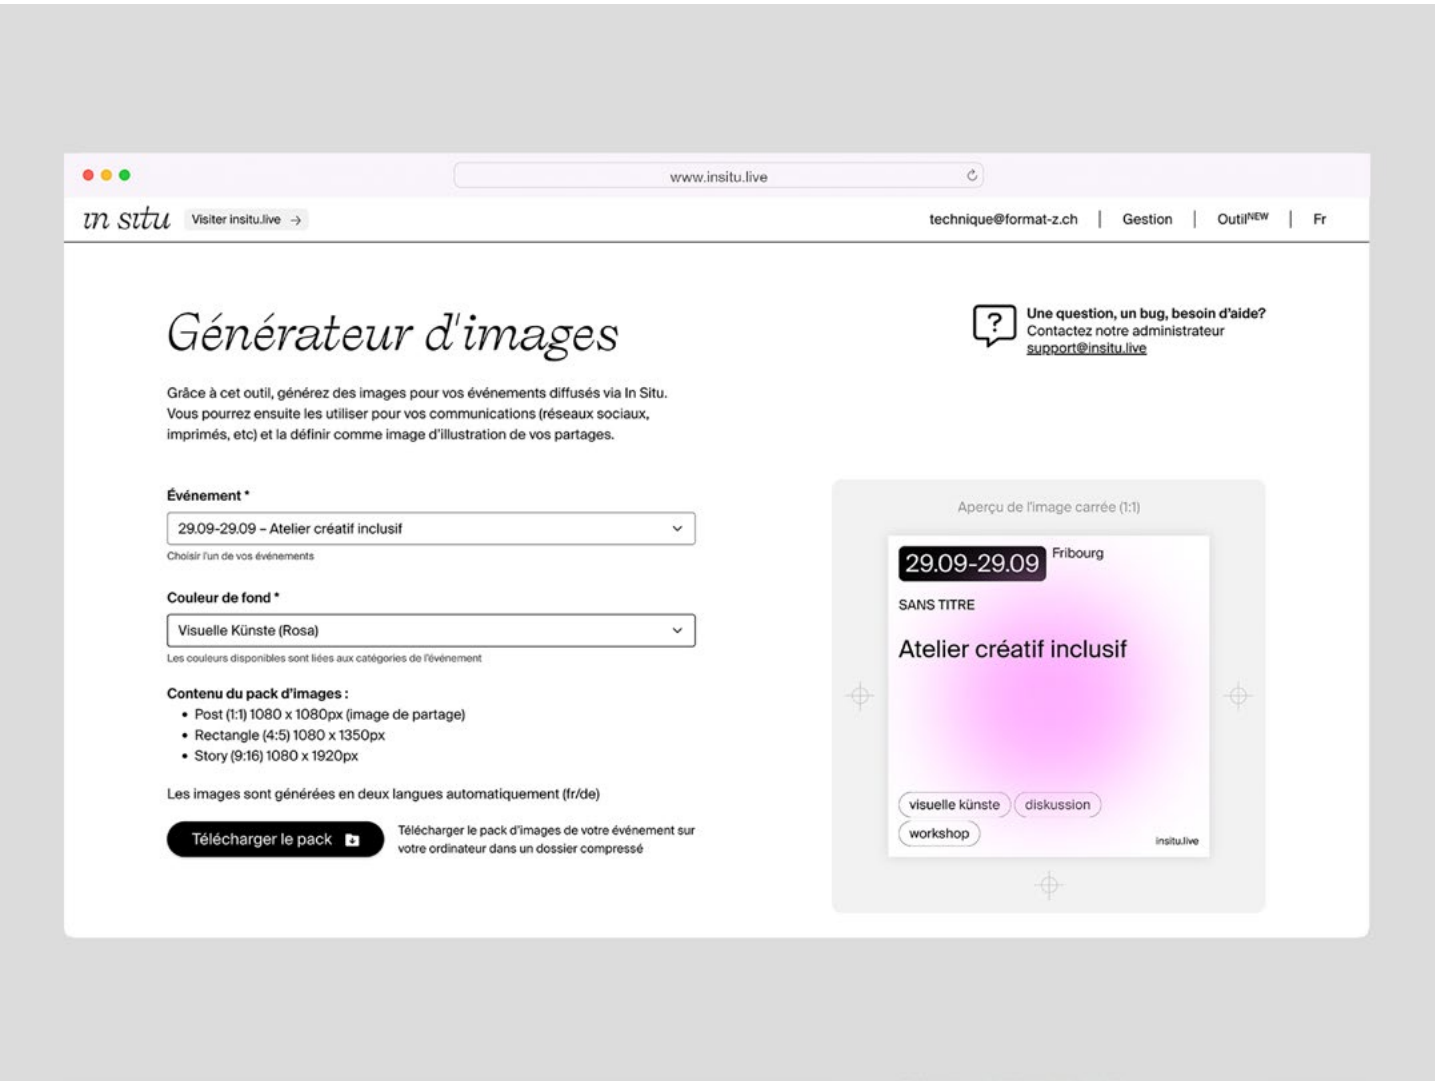 www.insitu.live
in situ
Visiter insitu.live →
technique@format-z.ch | Gestion | Outil NEW | Fr
Générateur d'images
Une question, un bug, besoin d'aide?
Contactez notre administrateur
support@insitu.live
Grâce à cet outil, générez des images pour vos événements diffusés via In Situ.
Vous pourrez ensuite les utiliser pour vos communications (réseaux sociaux,
imprimés, etc) et la définir comme image d'illustration de vos partages.
Événement *
29.09-29.09 – Atelier créatif inclusif
Choisir l'un de vos événements
Couleur de fond *
Visuelle Künste (Rosa)
Les couleurs disponibles sont liées aux catégories de l'événement
Contenu du pack d'images :
• Post (1:1) 1080 x 1080px (image de partage)
• Rectangle (4:5) 1080 x 1350px
• Story (9:16) 1080 x 1920px
Les images sont générées en deux langues automatiquement (fr/de)
Télécharger le pack
Télécharger le pack d'images de votre événement sur
votre ordinateur dans un dossier compressé
Aperçu de l'image carrée (1:1)
29.09-29.09 Fribourg
SANS TITRE
Atelier créatif inclusif
visuelle künste
diskussion
workshop
insitu.live